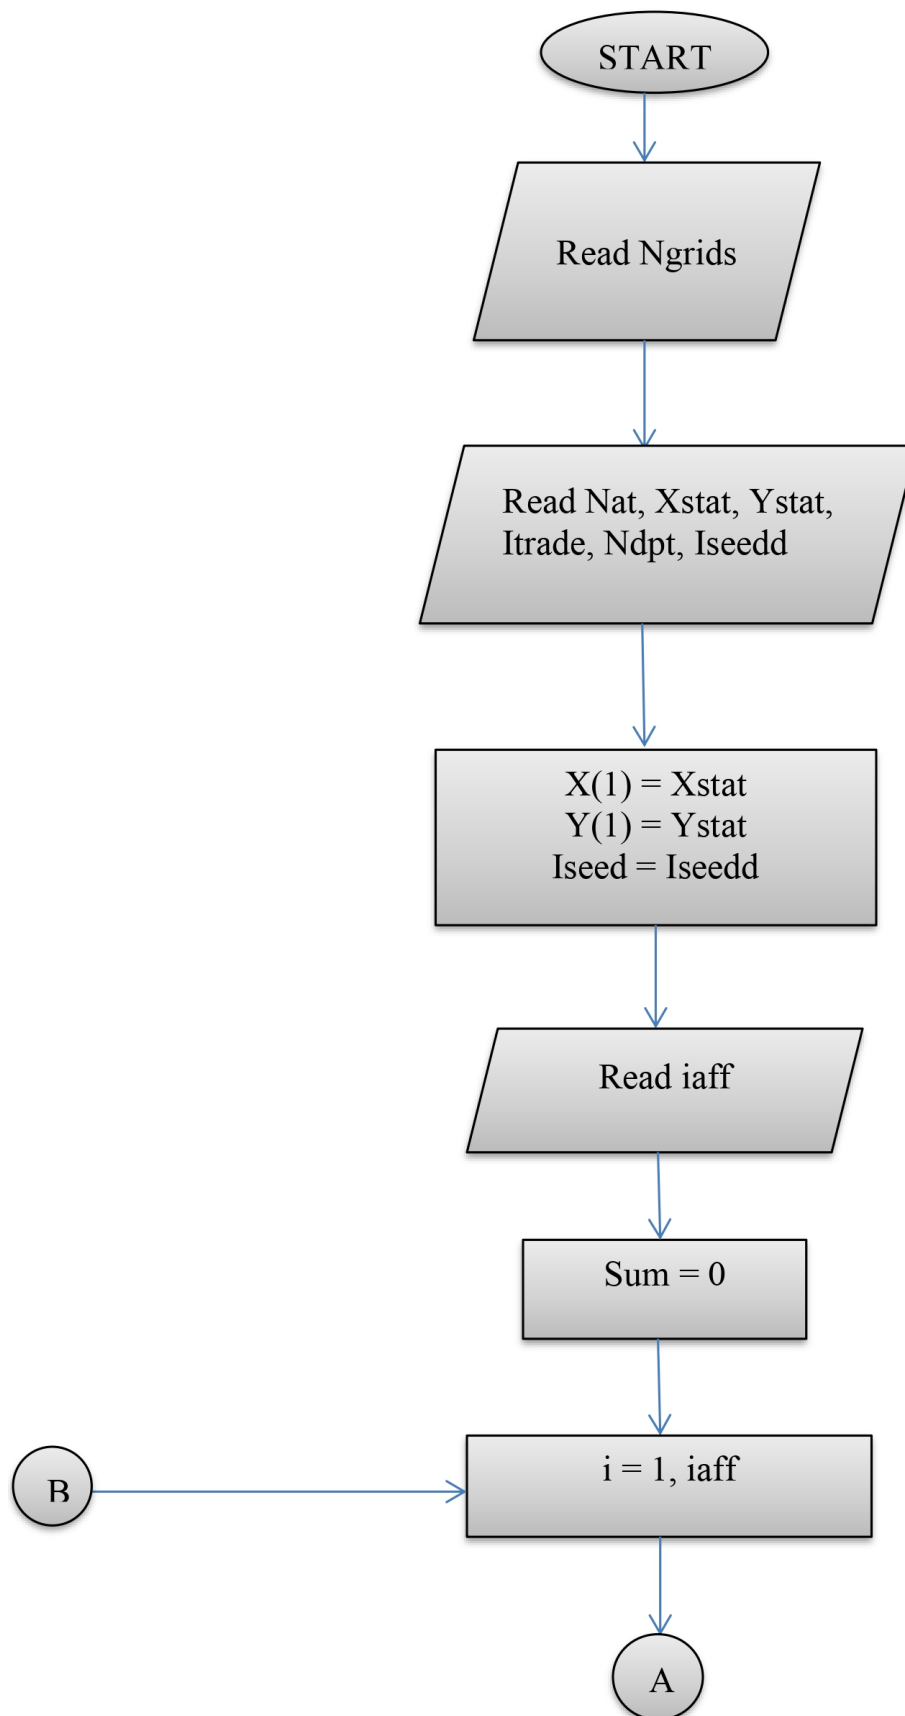 START
Read Ngrids
Read Nat, Xstat, Ystat,
Itrade, Ndpt, Iseedd
X(1) = Xstat
Y(1) = Ystat
Iseed = Iseedd
Read iaff
Sum = 0
i = 1, iaff
B
A